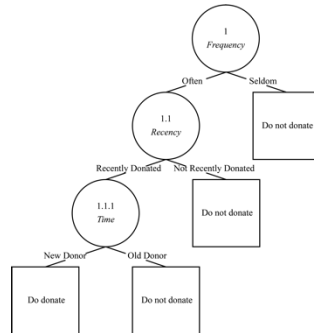 1
Frequency
Often
Seldom
1.1
Recency
Do not donate
Recently Donated
Not Recently Donated
1.1.1
Time
Do not donate
New Donor
Old Donor
Do donate
Do not donate